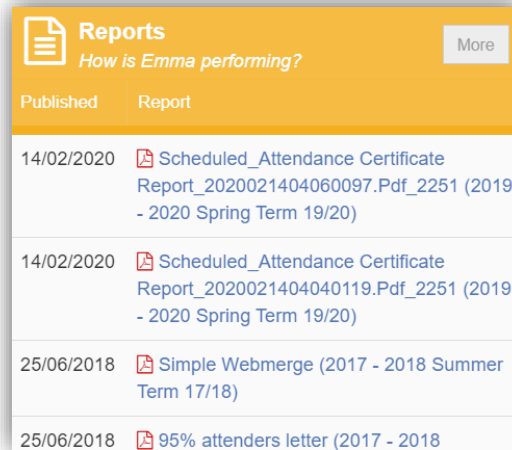 Reports
How is Emma performing?
More
Published Report
14/02/2020 Scheduled_Attendance Certificate
Report_2020021404060097.Pdf_2251 (2019
- 2020 Spring Term 19/20)
14/02/2020 Scheduled_Attendance Certificate
Report_2020021404040119.Pdf_2251 (2019
- 2020 Spring Term 19/20)
25/06/2018 Simple Webmerge (2017 - 2018 Summer
Term 17/18)
25/06/2018 95% attenders letter (2017 - 2018